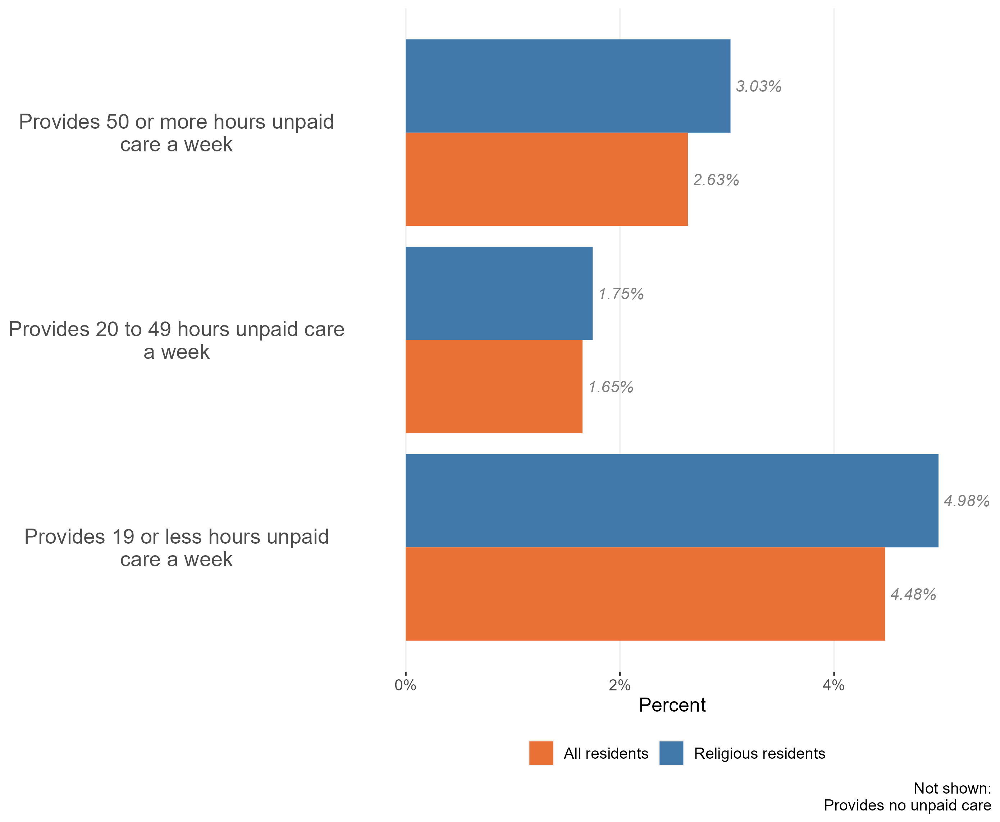 3.03%
Provides 50 or more hours unpaid
care a week
2.63%
1.75%
Provides 20 to 49 hours unpaid care
a week
1.65%
4.98%
Provides 19 or less hours unpaid
care a week
4.48%
0% 2% 4%
Percent
All residents Religious residents
Not shown:
Provides no unpaid care